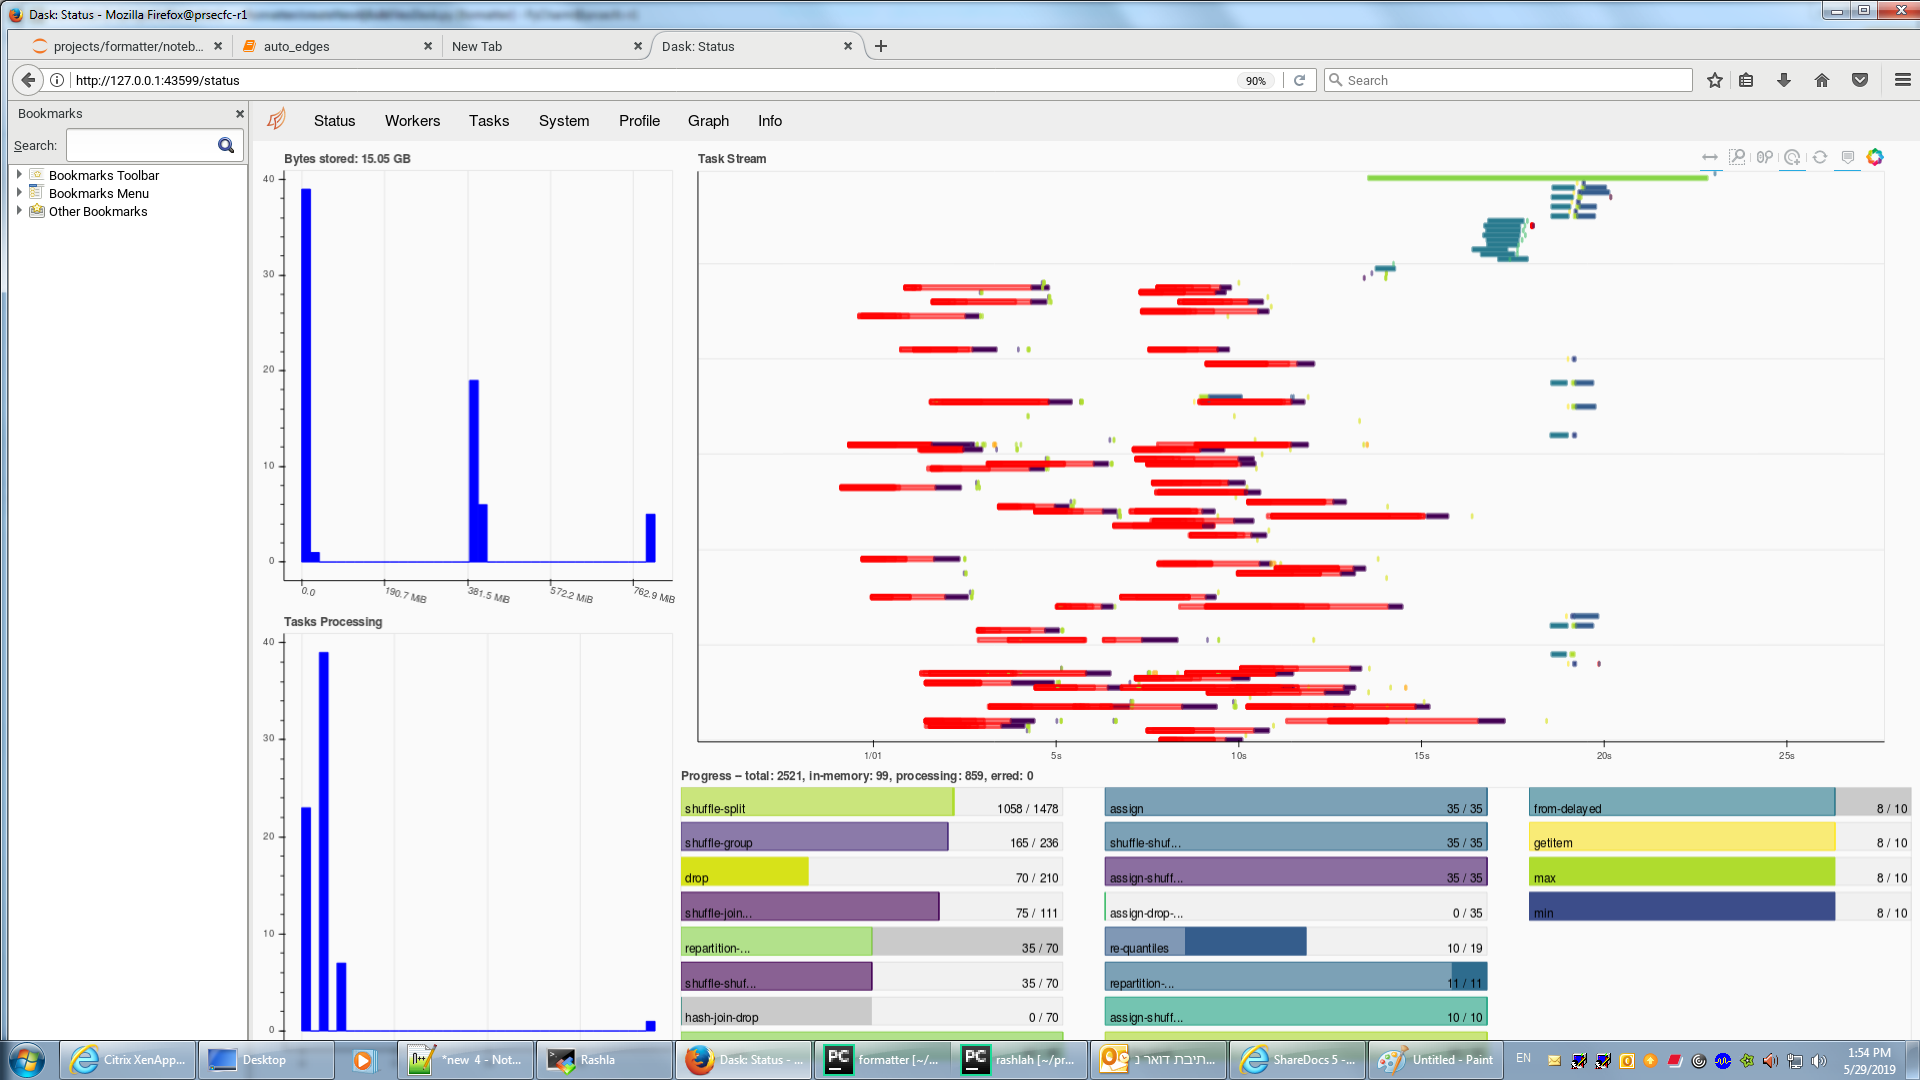 Dask: Status - Mozilla Firefox@prsecfc-r1
projects/formatter/noteb...
auto_edges
New Tab
Dask: Status
http://127.0.0.1:43599/status
90%
Search
Bookmarks
Search:
Bookmarks Toolbar
Bookmarks Menu
Other Bookmarks
Status
Workers
Tasks
System
Profile
Graph
Info
Bytes stored: 15.05 GB
40
30
20
10
0
0.0
190.7 MiB
381.5 MiB
572.2 MiB
762.9 MiB
Tasks Processing
40
30
20
10
0
Task Stream
1/01
5s
10s
15s
20s
25s
Progress – total: 2521, in-memory: 99, processing: 859, erred: 0
shuffle-split 1058 / 1478
shuffle-group 165 / 236
drop 70 / 210
shuffle-join... 75 / 111
repartition-... 35 / 70
shuffle-shuf... 35 / 70
hash-join-drop 0 / 70
assign 35 / 35
shuffle-shuf... 35 / 35
assign-shuff... 35 / 35
assign-drop-... 0 / 35
re-quantiles 10 / 19
repartition-... 11 / 11
assign-shuff... 10 / 10
from-delayed 8 / 10
getitem 8 / 10
max 8 / 10
min 8 / 10
Citrix XenApp...
Desktop
*new 4 - Not...
Rashla
Dask: Status - ...
formatter [~/...
rashlah [~/pr...
תיבת דואר נ...
ShareDocs 5 -...
Untitled - Paint
EN
1:54 PM
5/29/2019